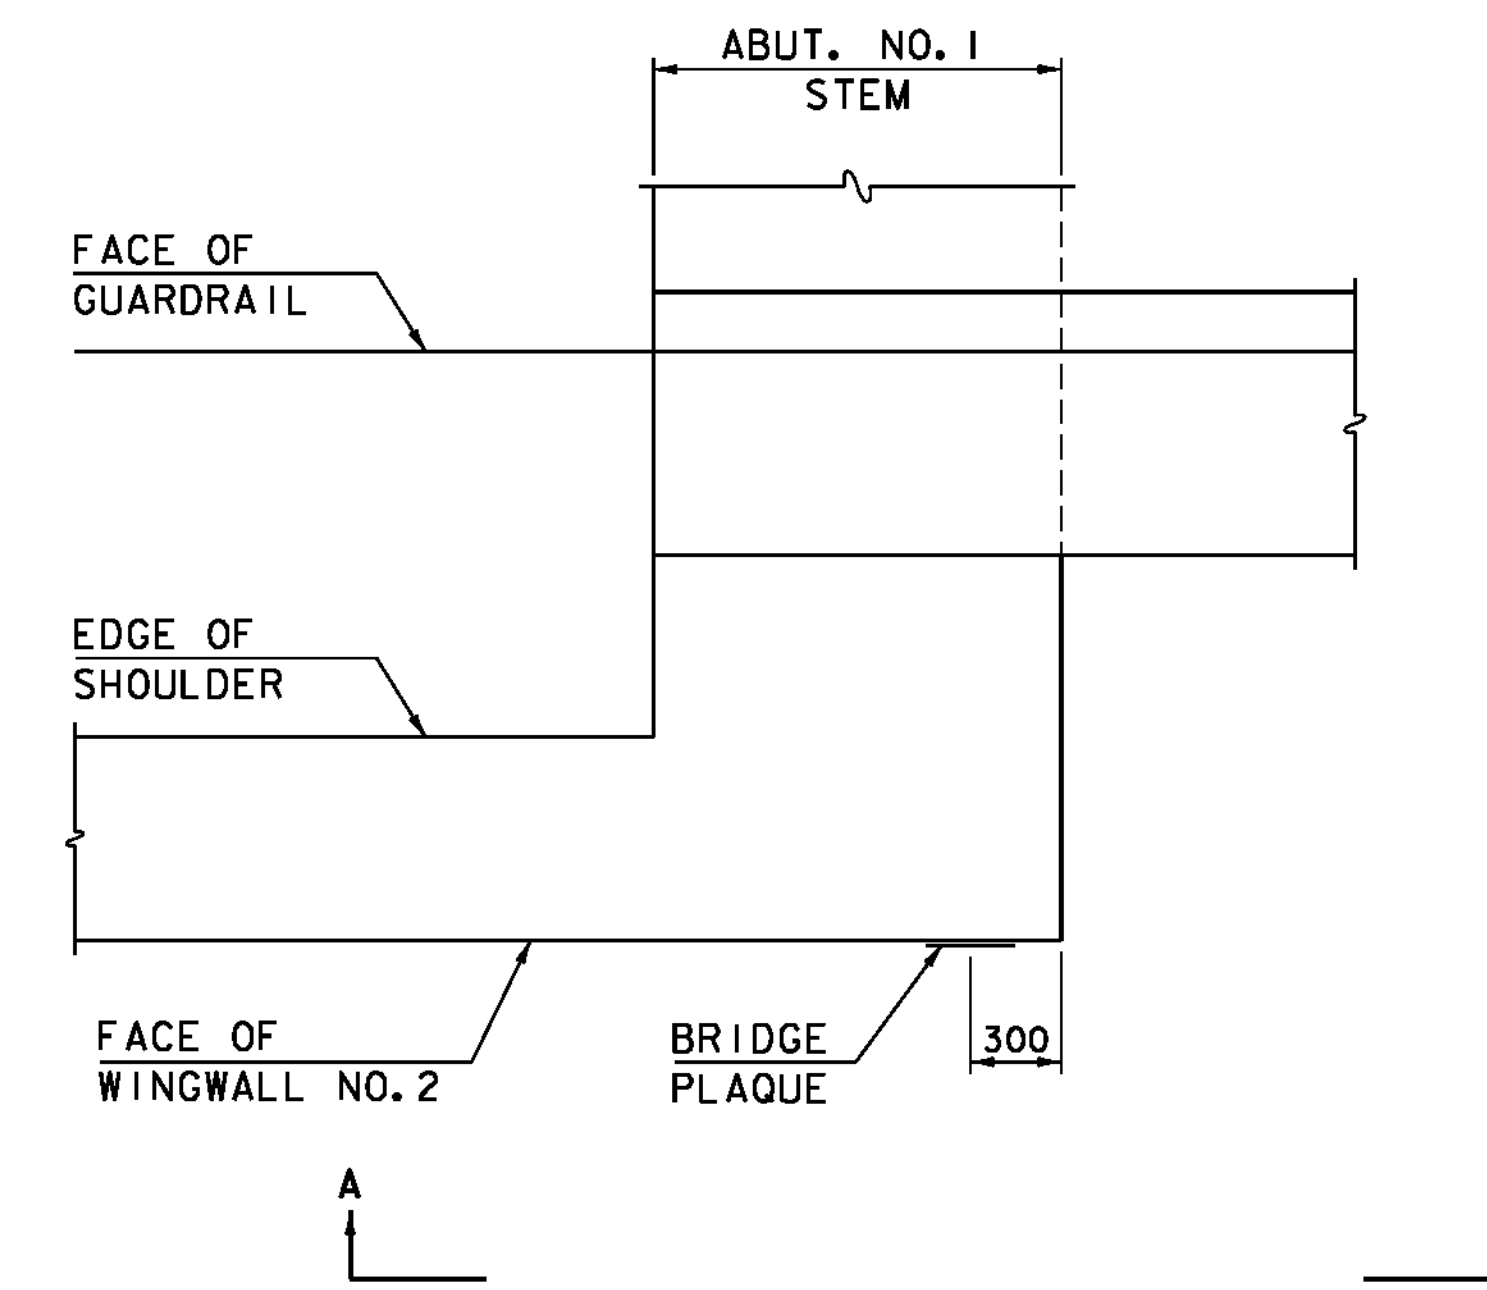 ABUT. NO. 1
STEM
FACE OF
GUARDRAIL
EDGE OF
SHOULDER
FACE OF
WINGWALL NO. 2
BRIDGE
PLAQUE
300
A